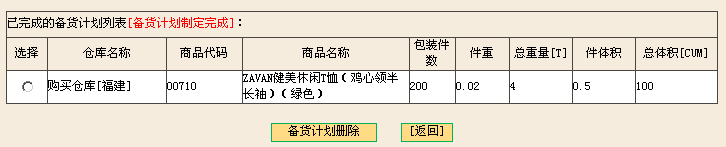 已完成的备货计划列表[备货计划制定完成]：
选择 仓库名称 商品代码 商品名称 包装件数 件重 总重量[T] 件体积 总体积[CUM]
购买仓库[福建] 00710 ZAVAN健美休闲T恤（鸡心领半长袖）（绿色） 200 0.02 4 0.5 100
备货计划删除 [返回]